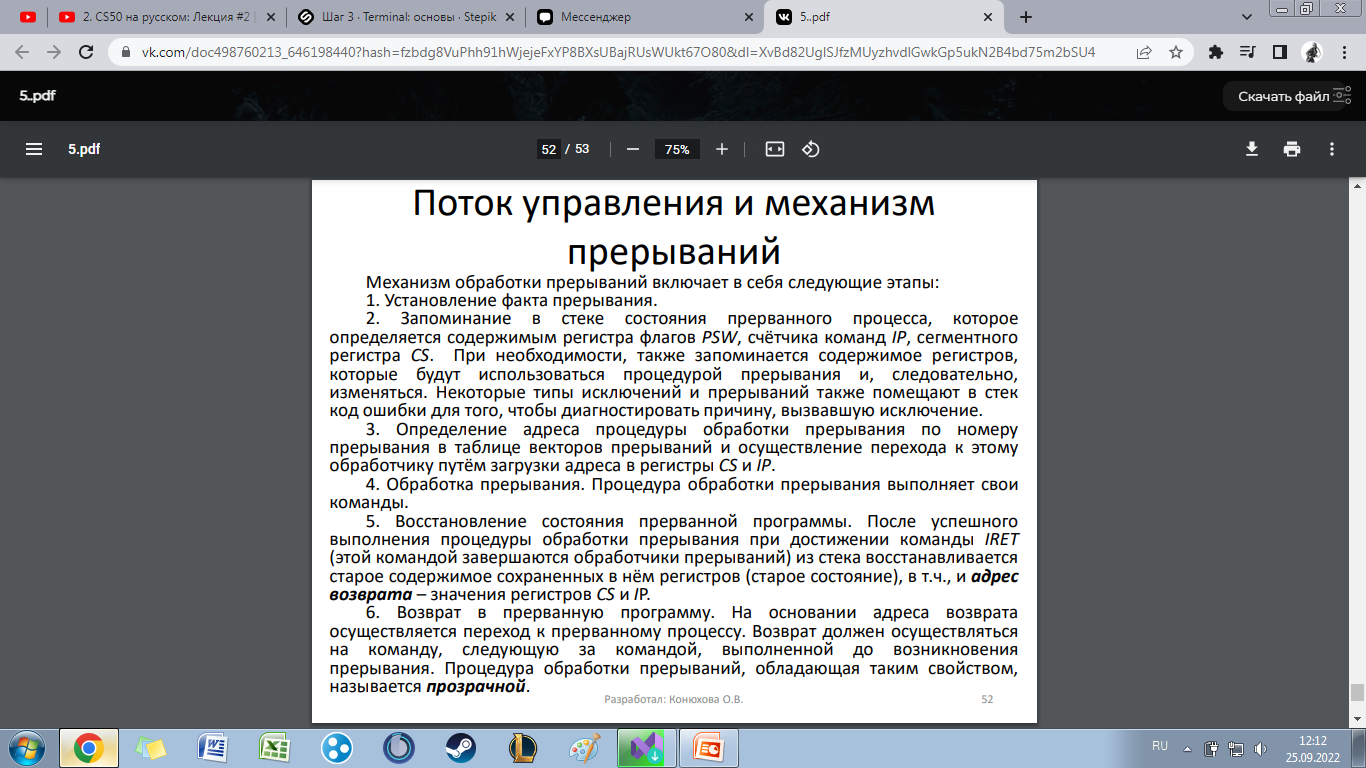 2. CS50 на русском: Лекция #2
Шаг 3 · Terminal: основы · Stepik
Мессенджер
5..pdf
vk.com/doc498760213_646198440?hash=fzbdg8VuPhh91hWjejeFxYP8BXsUBajRUsWUkt67O80&dl=XvBd82UglSJfzMUyzhvdlGwkGp5ukN2B4bd75m2bSU4
5..pdf
Скачать файл
5.pdf
52 / 53
75%
Поток управления и механизм
прерываний
Механизм обработки прерываний включает в себя следующие этапы:
1. Установление факта прерывания.
2. Запоминание в стеке состояния прерванного процесса, которое
определяется содержимым регистра флагов PSW, счётчика команд IP, сегментного
регистра CS. При необходимости, также запоминается содержимое регистров,
которые будут использоваться процедурой прерывания и, следовательно,
изменяться. Некоторые типы исключений и прерываний также помещают в стек
код ошибки для того, чтобы диагностировать причину, вызвавшую исключение.
3. Определение адреса процедуры обработки прерывания по номеру
прерывания в таблице векторов прерываний и осуществление перехода к этому
обработчику путём загрузки адреса в регистры CS и IP.
4. Обработка прерывания. Процедура обработки прерывания выполняет свои
команды.
5. Восстановление состояния прерванной программы. После успешного
выполнения процедуры обработки прерывания при достижении команды IRET
(этой командой завершаются обработчики прерываний) из стека восстанавливается
старое содержимое сохраненных в нём регистров (старое состояние), в т.ч., и адрес
возврата – значения регистров CS и IP.
6. Возврат в прерванную программу. На основании адреса возврата
осуществляется переход к прерванному процессу. Возврат должен осуществляться
на команду, следующую за командой, выполненной до возникновения
прерывания. Процедура обработки прерываний, обладающая таким свойством,
называется прозрачной.
Разработал: Конюхова О.В.
52
RU
12:12
25.09.2022